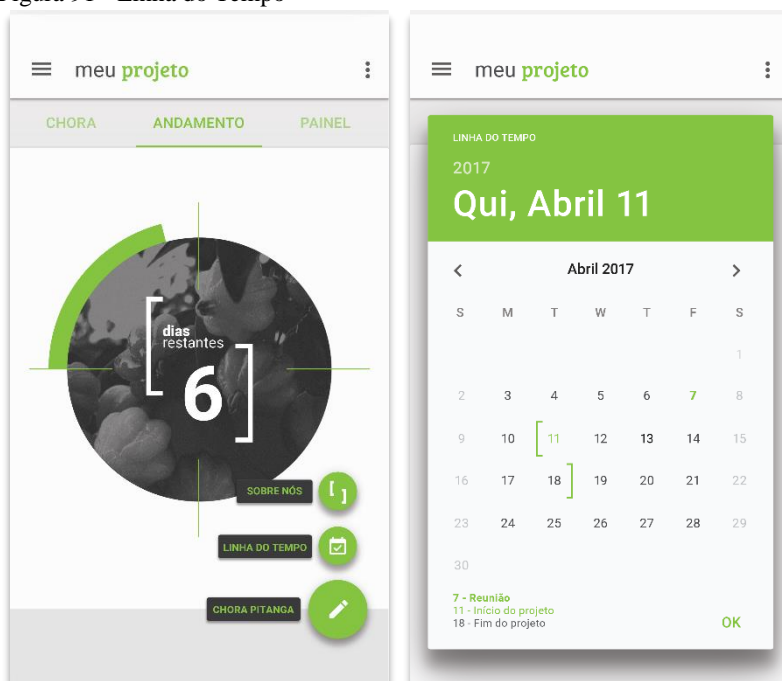 Figura 91 - Linha do Tempo
meu projeto
CHORA ANDAMENTO PAINEL
dias
restantes
6
SOBRE NÓS
[ ]
LINHA DO TEMPO
CHORA PITANGA
meu projeto
LINHA DO TEMPO
2017
Qui, Abril 11
< Abril 2017 >
S M T W T F S
1
2 3 4 5 6 7 8
9 10 [ 11 12 13 14 15
16 17 18 ] 19 20 21 22
23 24 25 26 27 28 29
30
7 - Reunião
11 - Início do projeto
18 - Fim do projeto
OK